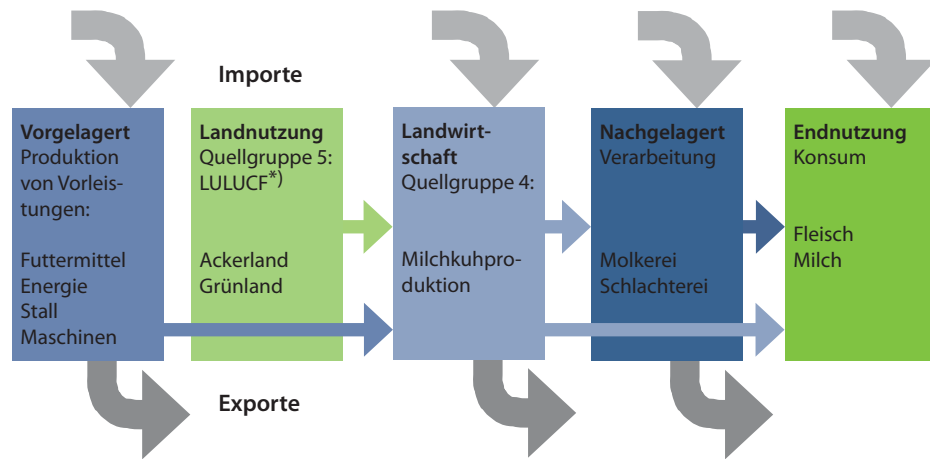 Importe
Vorgelagert
Produktion
von Vorleis-
tungen:
Futtermittel
Energie
Stall
Maschinen
Landnutzung
Quellgruppe 5:
LULUCF*)
Ackerland
Grünland
Landwirt-
schaft
Quellgruppe 4:
Milchkuhpro-
duktion
Nachgelagert
Verarbeitung
Molkerei
Schlachterei
Endnutzung
Konsum
Fleisch
Milch
Exporte